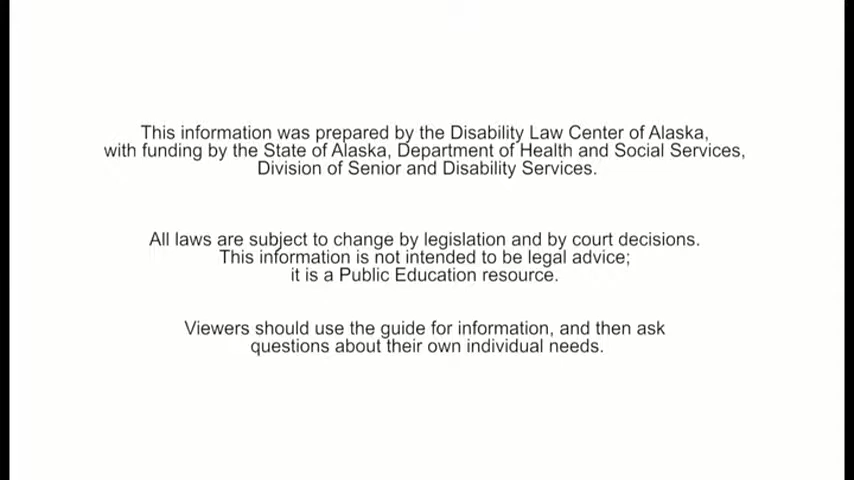 This information was prepared by the Disability Law Center of Alaska,
with funding by the State of Alaska, Department of Health and Social Services,
Division of Senior and Disability Services.
All laws are subject to change by legislation and by court decisions.
This information is not intended to be legal advice;
it is a Public Education resource.
Viewers should use the guide for information, and then ask
questions about their own individual needs.